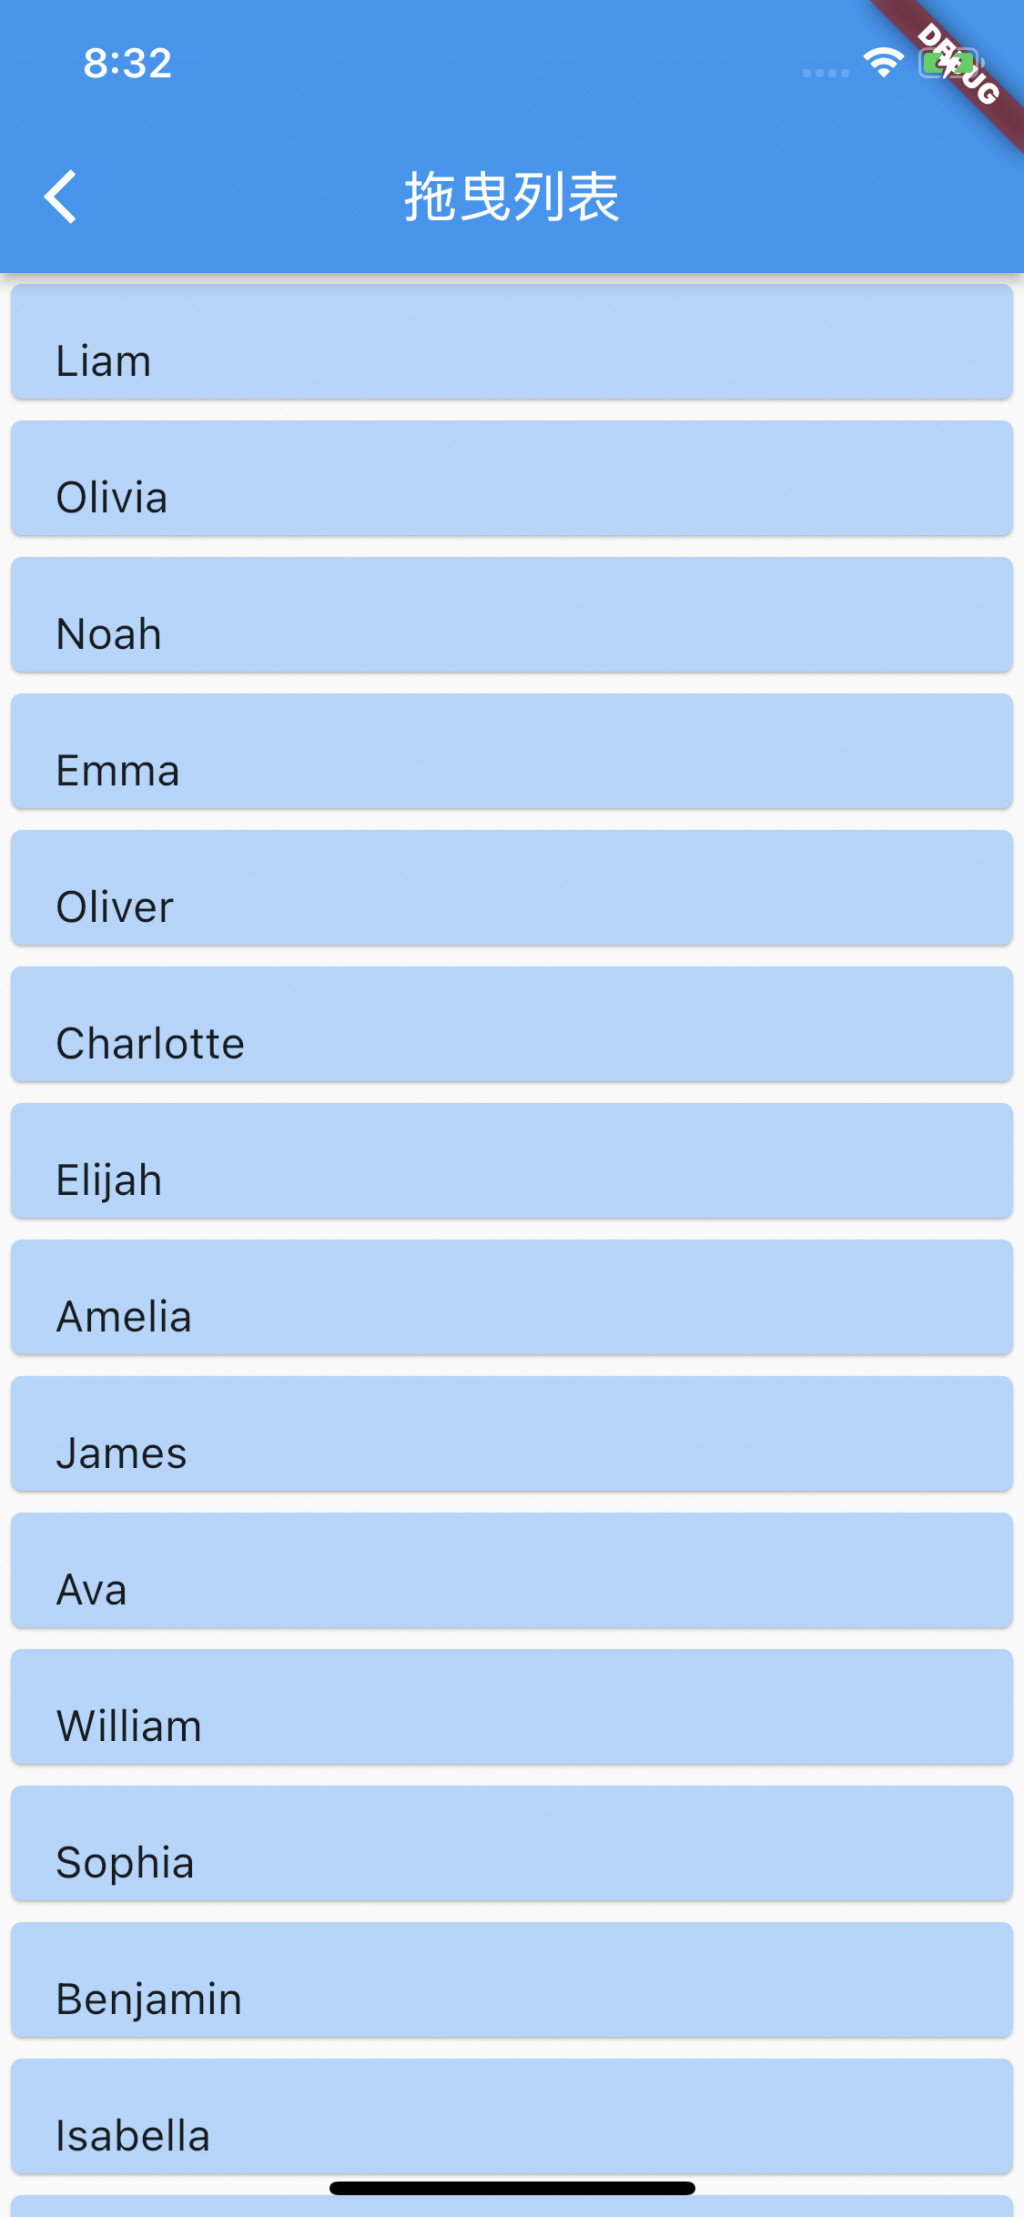 8:32
DEBUG
拖曳列表
Liam
Olivia
Noah
Emma
Oliver
Charlotte
Elijah
Amelia
James
Ava
William
Sophia
Benjamin
Isabella